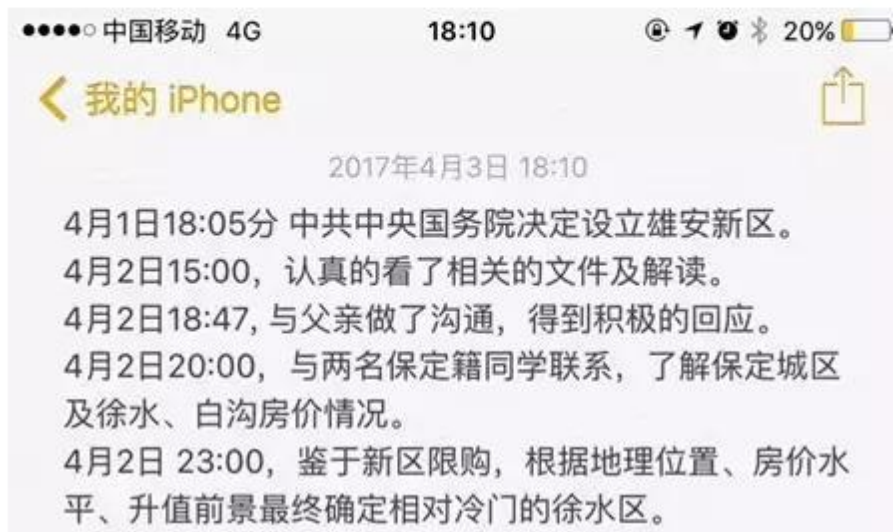 中国移动 4G 18:10 20%
我的 iPhone
2017年4月3日 18:10
4月1日18:05分 中共中央国务院决定设立雄安新区。
4月2日15:00，认真的看了相关的文件及解读。
4月2日18:47, 与父亲做了沟通，得到积极的回应。
4月2日20:00，与两名保定籍同学联系，了解保定城区
及徐水、白沟房价情况。
4月2日 23:00，鉴于新区限购，根据地理位置、房价水
平、升值前景最终确定相对冷门的徐水区。